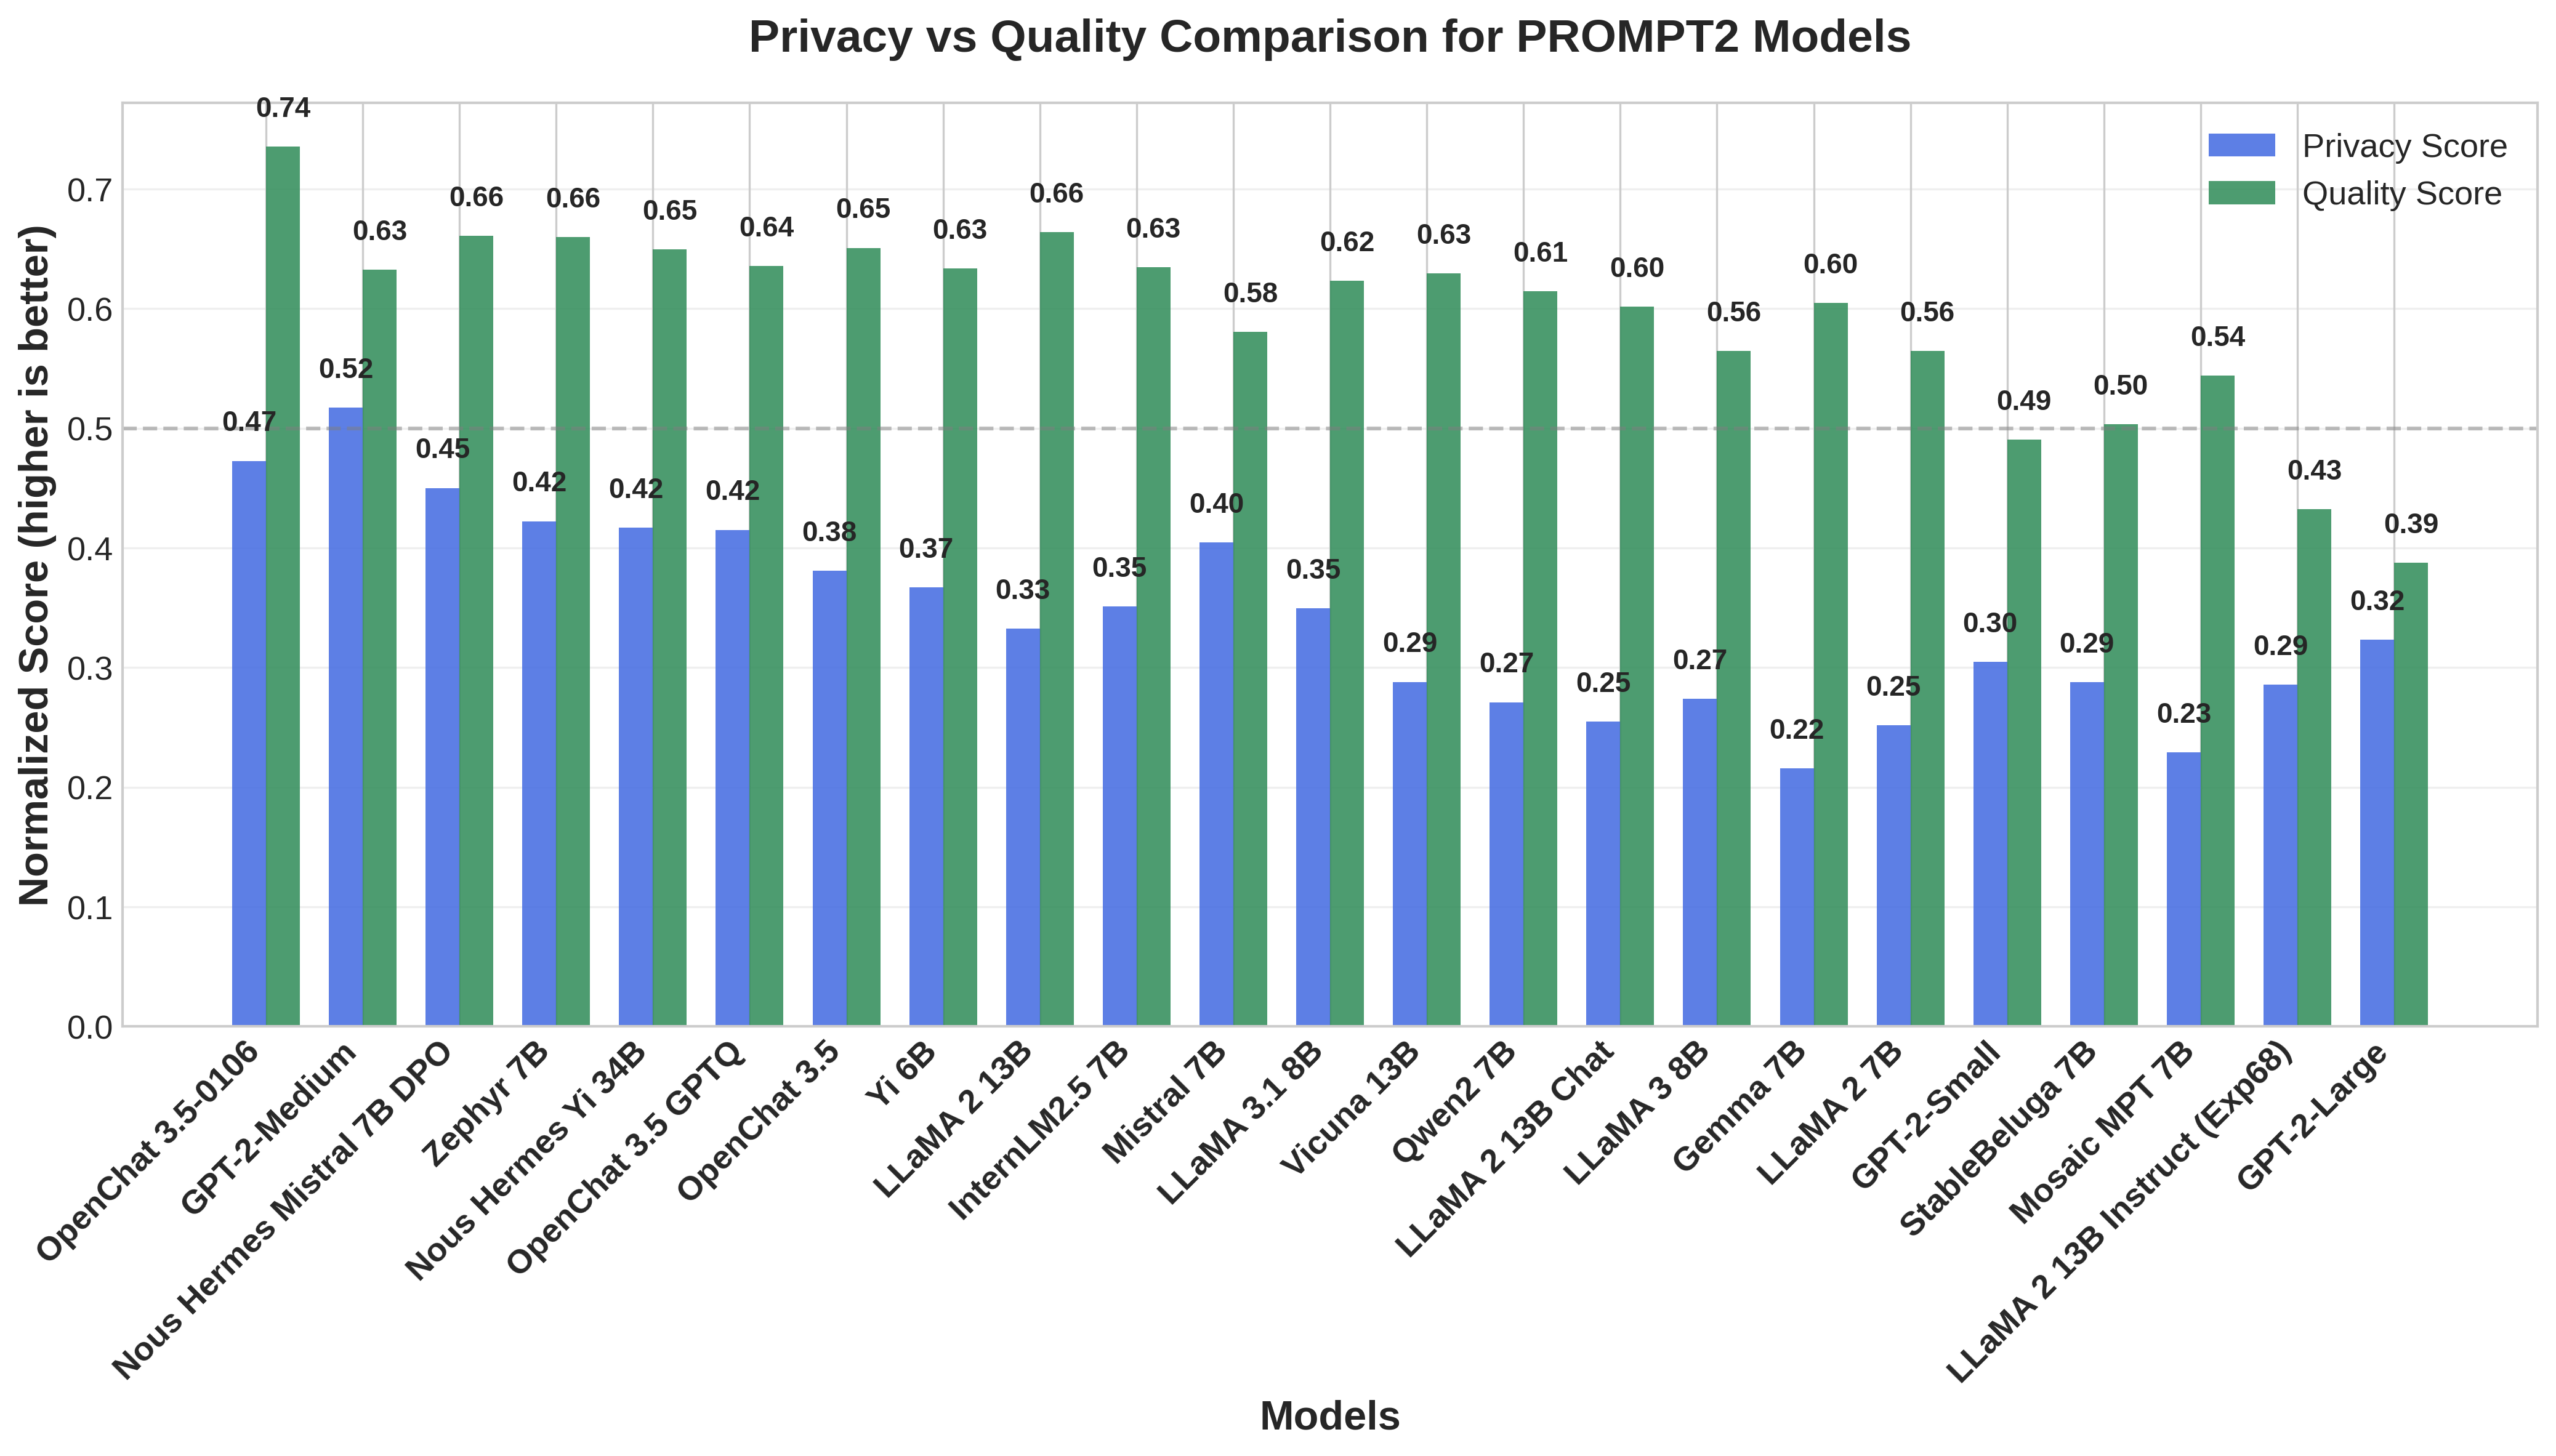 Privacy vs Quality Comparison for PROMPT2 Models
Normalized Score (higher is better)
0.7
0.6
0.5
0.4
0.3
0.2
0.1
0.0
Privacy Score
Quality Score
0.47
0.74
0.52
0.63
0.45
0.66
0.42
0.66
0.42
0.65
0.42
0.64
0.38
0.65
0.37
0.63
0.33
0.66
0.35
0.63
0.40
0.58
0.35
0.62
0.29
0.63
0.27
0.61
0.25
0.60
0.27
0.56
0.22
0.60
0.25
0.56
0.30
0.49
0.29
0.50
0.23
0.54
0.29
0.43
0.32
0.39
OpenChat 3.5-0106
GPT-2-Medium
Nous Hermes Mistral 7B DPO
Zephyr 7B
Nous Hermes Yi 34B
OpenChat 3.5 GPTQ
OpenChat 3.5
Yi 6B
LLaMA 2 13B
InternLM2.5 7B
Mistral 7B
LLaMA 3.1 8B
Vicuna 13B
Qwen2 7B
LLaMA 2 13B Chat
LLaMA 3 8B
Gemma 7B
LLaMA 2 7B
GPT-2-Small
StableBeluga 7B
Mosaic MPT 7B
LLaMA 2 13B Instruct (Exp68)
GPT-2-Large
Models